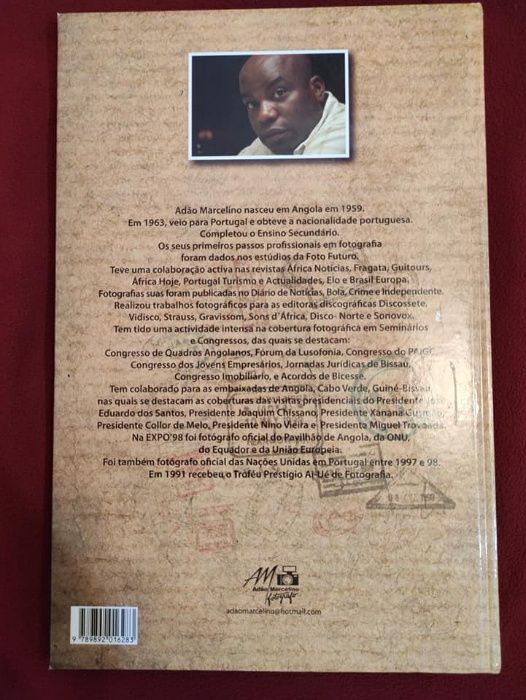 Adão Marcelino nasceu em Angola em 1959.
Em 1963, veio para Portugal e obteve a nacionalidade portuguesa.
Completou o Ensino Secundário.
Os seus primeiros passos profissionais em fotografia
foram dados nos estúdios da Foto Futuro.
Teve uma colaboração activa nas revistas África Notícias, Fragata, Guitours,
África Hoje, Portugal Turismo e Actualidades, Elo e Brasil Europa.
Fotografias suas foram publicadas no Diário de Notícias, Bola, Crime e Independente.
Realizou trabalhos fotográficos para as editoras discográficas Discossete,
Vidisco, Strauss, Gravissom, Sons d'África, Disco- Norte e Sonovox.
Tem tido uma actividade intensa na cobertura fotográfica em Seminários
e Congressos, das quais se destacam:
Congresso de Quadros Angolanos, Fórum da Lusofonia, Congresso do PAIGC,
Congresso dos Jovens Empresários, Jornadas Jurídicas de Bissau,
Congresso Imobiliário, e Acordos de Bicesse.
Tem colaborado para as embaixadas de Angola, Cabo Verde, Guiné-Bissau,
nas quais se destacam as coberturas das visitas presidenciais do Presidente José
Eduardo dos Santos, Presidente Joaquim Chissano, Presidente Xanana Gusmão,
Presidente Collor de Melo, Presidente Nino Vieira e Presidenta Miguel Trovoada.
Na EXPO'98 foi fotógrafo oficial do Pavilhão de Angola, da ONU,
do Equador e da União Europeia.
Foi também fotógrafo oficial das Nações Unidas em Portugal entre 1997 e 98.
Em 1991 recebeu o Troféu Prestígio Ai-Ué de Fotografia.
AM
Adão Marcelino
fotógrafo
adaomarcelino@hotmail.com
9 789892 016283